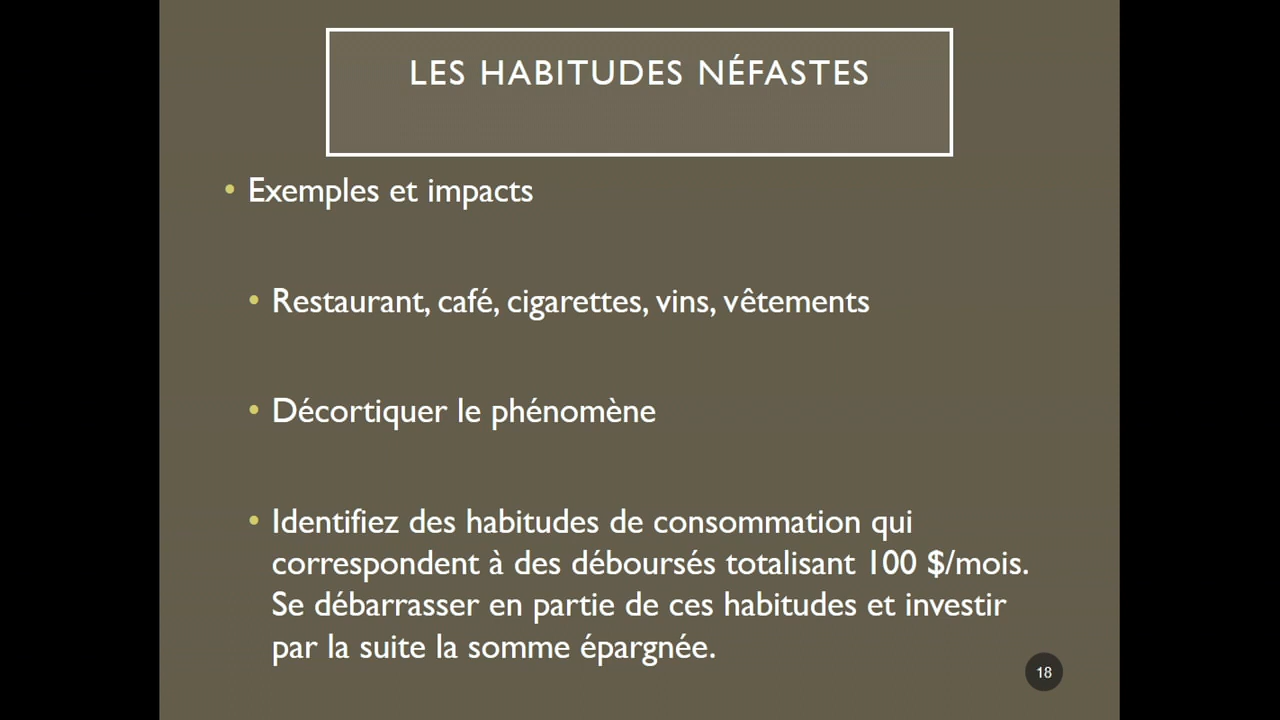 LES HABITUDES NÉFASTES
• Exemples et impacts
• Restaurant, café, cigarettes, vins, vêtements
• Décortiquer le phénomène
• Identifiez des habitudes de consommation qui
correspondent à des déboursés totalisant 100 $/mois.
Se débarrasser en partie de ces habitudes et investir
par la suite la somme épargnée.
18